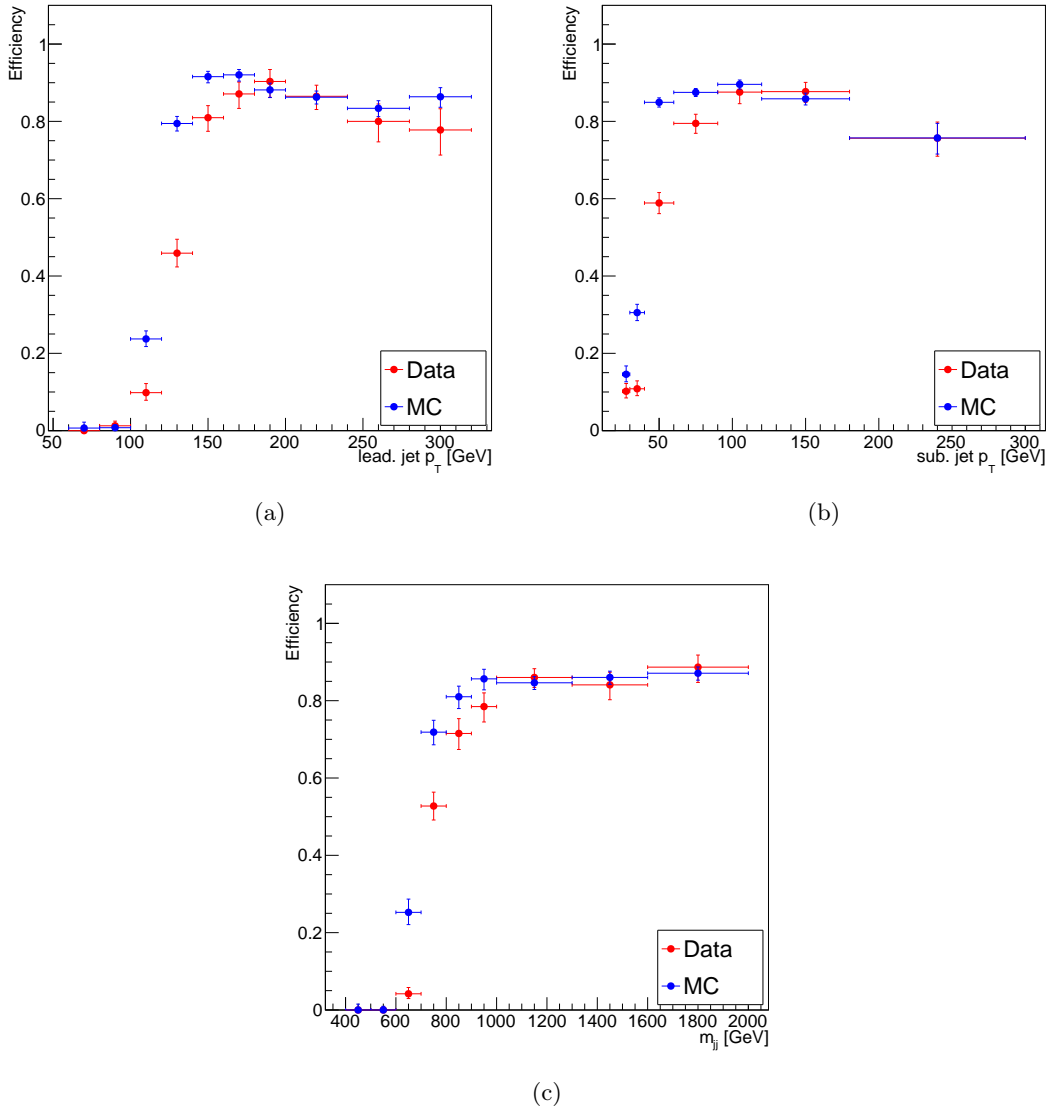 Efficiency
1
0.8
0.6
0.4
0.2
0
50 100 150 200 250 300
lead. jet p_T [GeV]
Data
MC
(a)
Efficiency
1
0.8
0.6
0.4
0.2
0
50 100 150 200 250 300
sub. jet p_T [GeV]
Data
MC
(b)
Efficiency
1
0.8
0.6
0.4
0.2
0
400 600 800 1000 1200 1400 1600 1800 2000
m_jj [GeV]
Data
MC
(c)